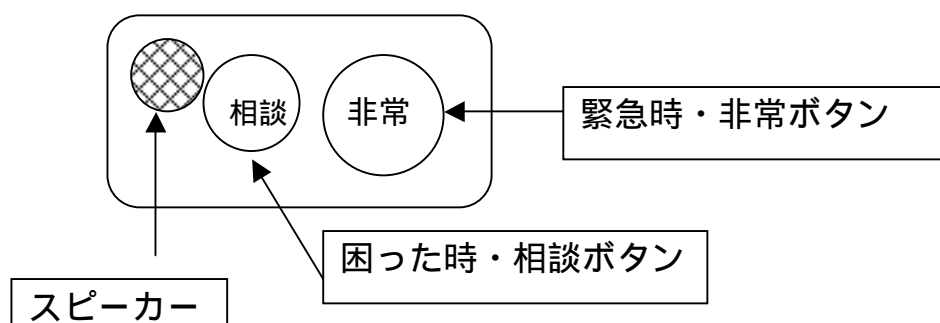 相談
非常
緊急時・非常ボタン
困った時・相談ボタン
スピーカー